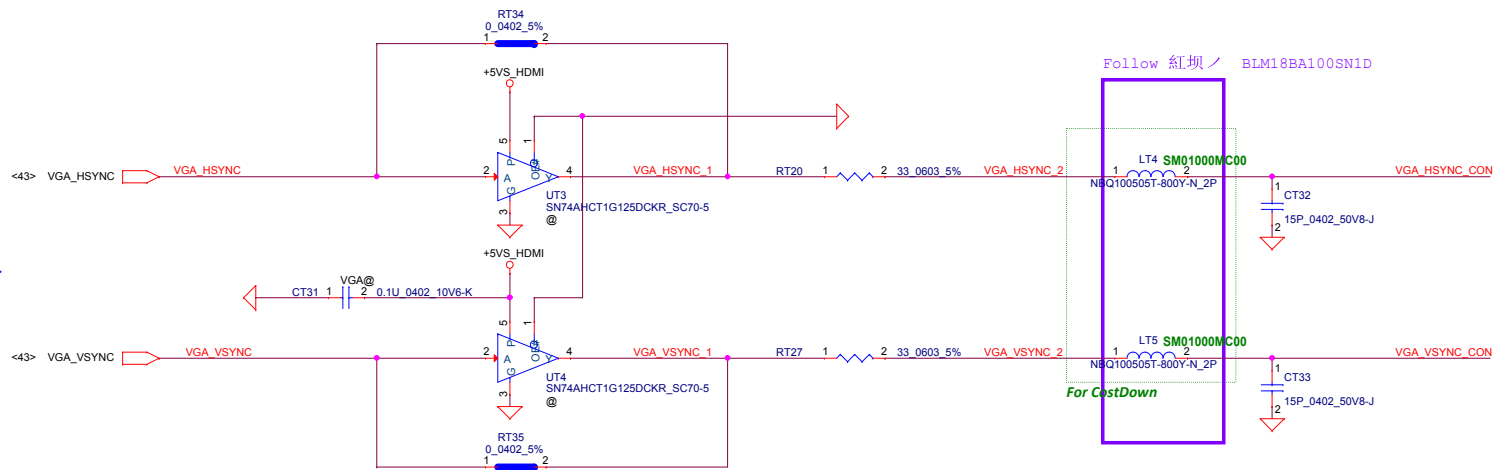 RT34
0_0402_5%
1 2
+5VS_HDMI
Follow 紅坝ノ BLM18BA100SN1D
5 1
P OE#
<43> VGA_HSYNC VGA_HSYNC 2 A Y 4 VGA_HSYNC_1 RT20 1 2 33_0603_5% VGA_HSYNC_2 1 LT4 2 SM01000MC00 VGA_HSYNC_CON
G
3
UT3
SN74AHCT1G125DCKR_SC70-5
@
NBQ100505T-800Y-N_2P
1
CT32
15P_0402_50V8-J
2
+5VS_HDMI
VGA@
CT31 1 2 0.1U_0402_10V6-K
5 1
P OE#
<43> VGA_VSYNC VGA_VSYNC 2 A Y 4 VGA_VSYNC_1 RT27 1 2 33_0603_5% VGA_VSYNC_2 1 LT5 2 SM01000MC00 VGA_VSYNC_CON
G
3
UT4
SN74AHCT1G125DCKR_SC70-5
@
NBQ100505T-800Y-N_2P
1
CT33
15P_0402_50V8-J
2
For CostDown
RT35
0_0402_5%
1 2